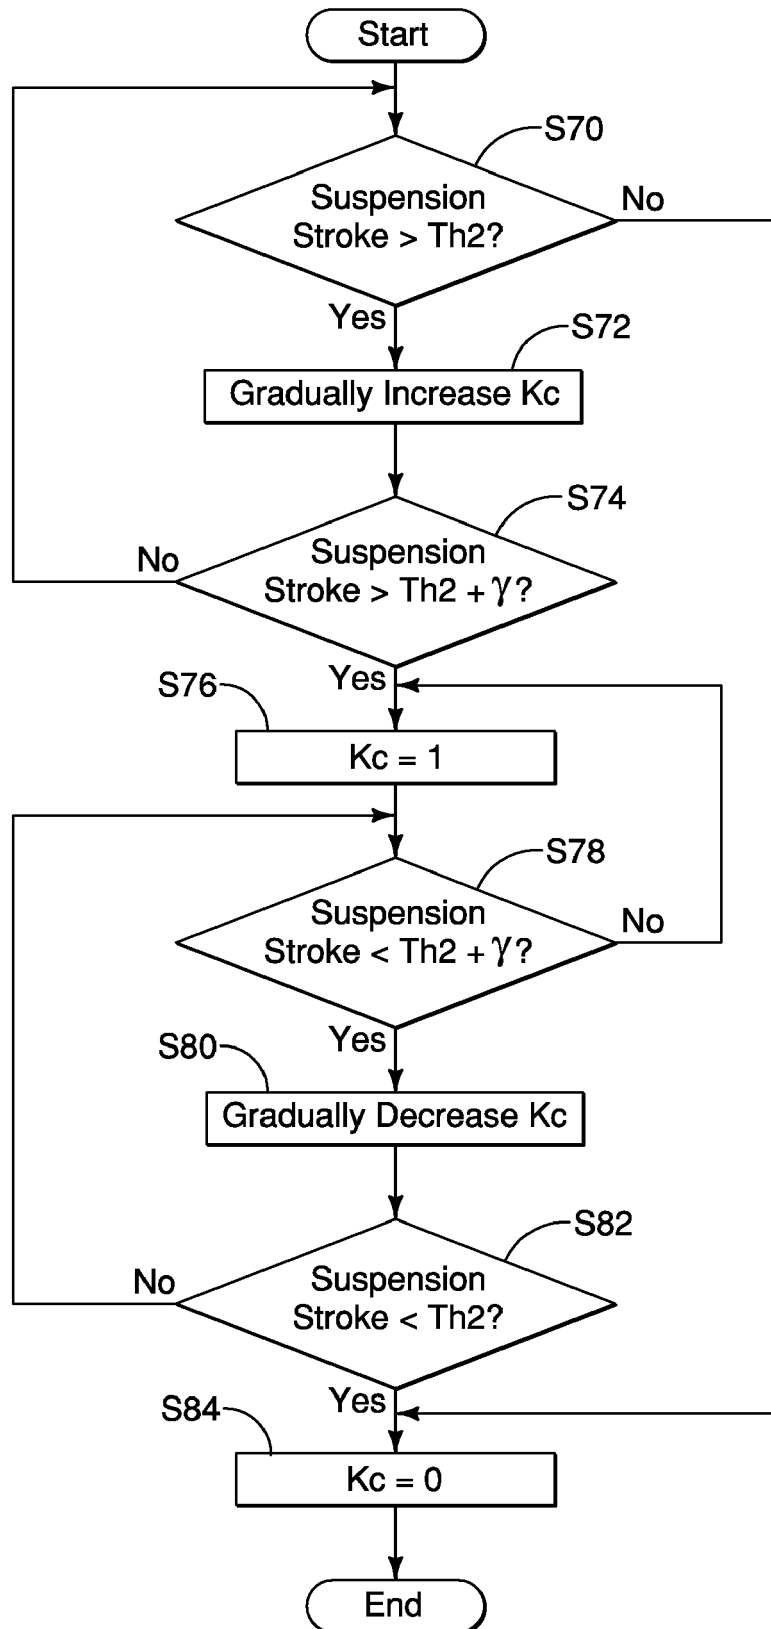 Start
S70
Suspension
Stroke > Th2?
No
Yes
S72
Gradually Increase Kc
S74
Suspension
Stroke > Th2 + γ?
No
Yes
S76
Kc = 1
S78
Suspension
Stroke < Th2 + γ?
No
Yes
S80
Gradually Decrease Kc
S82
Suspension
Stroke < Th2?
No
Yes
S84
Kc = 0
End